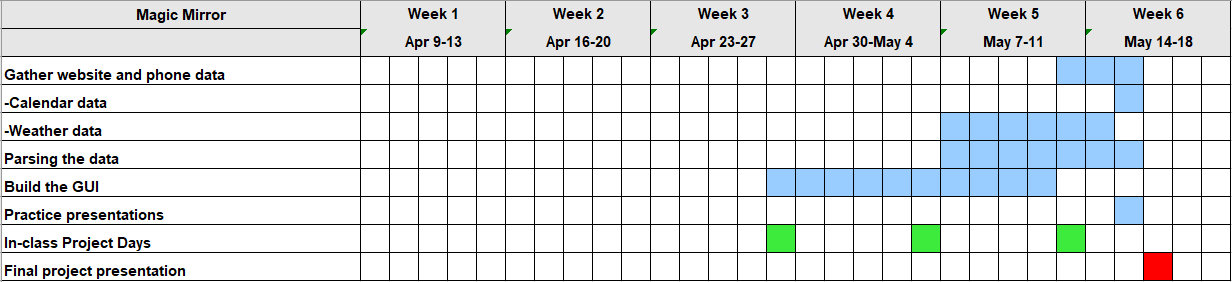 Magic Mirror Week 1 Week 2 Week 3 Week 4 Week 5 Week 6
Apr 9-13 Apr 16-20 Apr 23-27 Apr 30-May 4 May 7-11 May 14-18
Gather website and phone data
-Calendar data
-Weather data
Parsing the data
Build the GUI
Practice presentations
In-class Project Days
Final project presentation